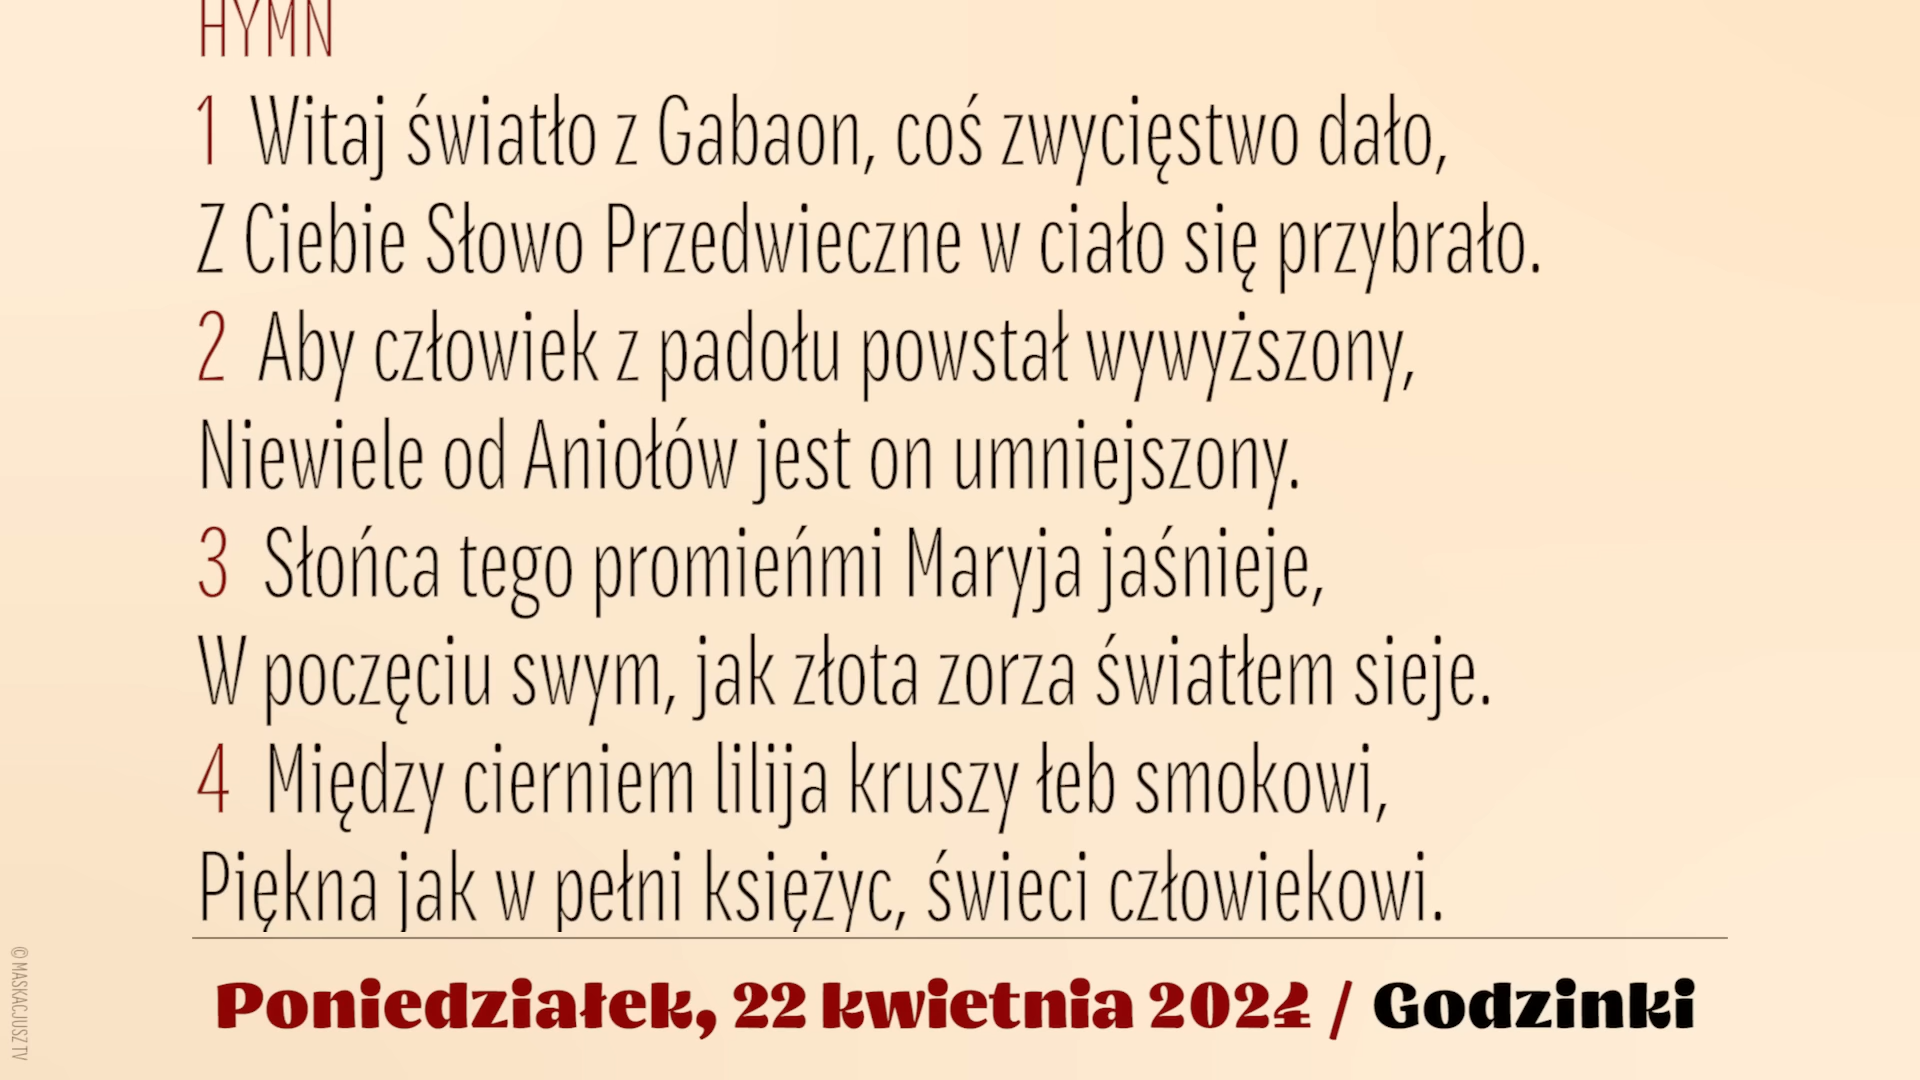 HYMN
1 Witaj światło z Gabaon, coś zwycięstwo dało,
Z Ciebie Słowo Przedwieczne w ciało się przybrało.
2 Aby człowiek z padołu powstał wywyższony,
Niewiele od Aniołów jest on umniejszony.
3 Słońca tego promieńmi Maryja jaśnieje,
W poczęciu swym, jak złota zorza światłem sieje.
4 Między cierniem lilija kruszy łeb smokowi,
Piękna jak w pełni księżyc, świeci człowiekowi.
Poniedziałek, 22 kwietnia 2024 / Godzinki
© MASKACJUSZ TV